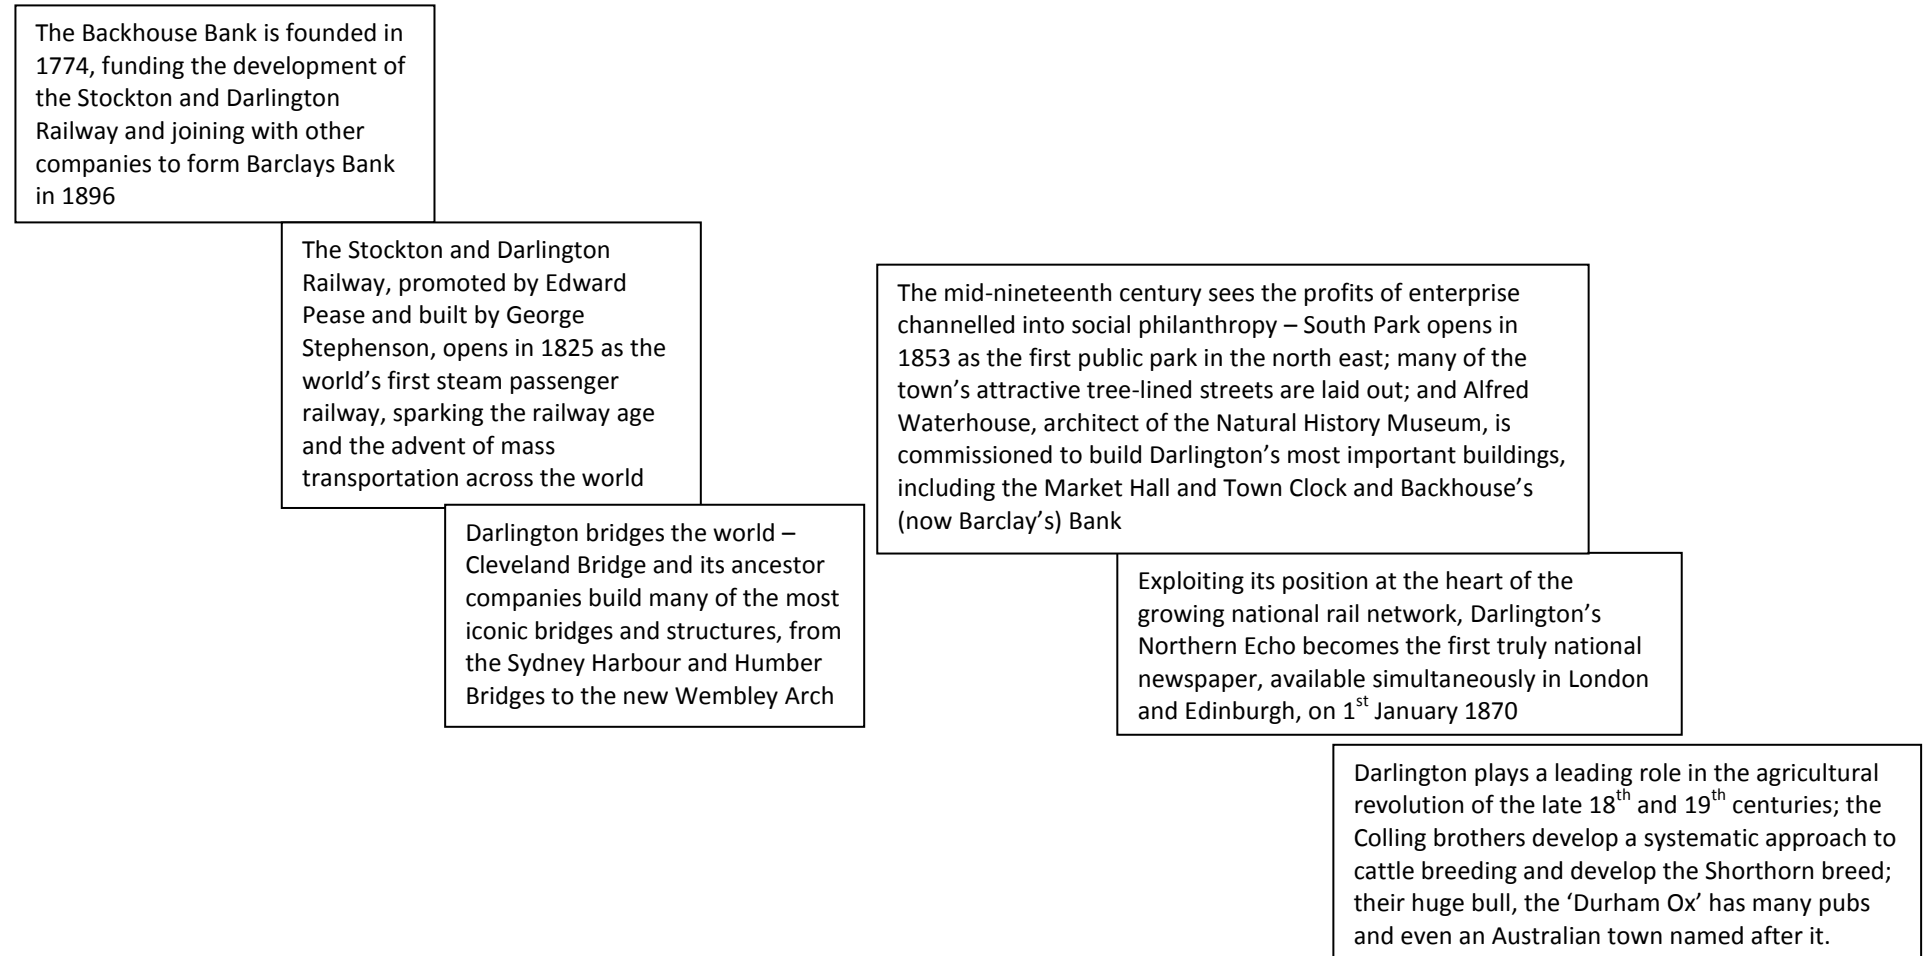 The Backhouse Bank is founded in
1774, funding the development of
the Stockton and Darlington
Railway and joining with other
companies to form Barclays Bank
in 1896
The Stockton and Darlington
Railway, promoted by Edward
Pease and built by George
Stephenson, opens in 1825 as the
world’s first steam passenger
railway, sparking the railway age
and the advent of mass
transportation across the world
Darlington bridges the world –
Cleveland Bridge and its ancestor
companies build many of the most
iconic bridges and structures, from
the Sydney Harbour and Humber
Bridges to the new Wembley Arch
The mid-nineteenth century sees the profits of enterprise
channelled into social philanthropy – South Park opens in
1853 as the first public park in the north east; many of the
town’s attractive tree-lined streets are laid out; and Alfred
Waterhouse, architect of the Natural History Museum, is
commissioned to build Darlington’s most important buildings,
including the Market Hall and Town Clock and Backhouse’s
(now Barclay’s) Bank
Exploiting its position at the heart of the
growing national rail network, Darlington’s
Northern Echo becomes the first truly national
newspaper, available simultaneously in London
and Edinburgh, on 1st January 1870
Darlington plays a leading role in the agricultural
revolution of the late 18th and 19th centuries; the
Colling brothers develop a systematic approach to
cattle breeding and develop the Shorthorn breed;
their huge bull, the ‘Durham Ox’ has many pubs
and even an Australian town named after it.